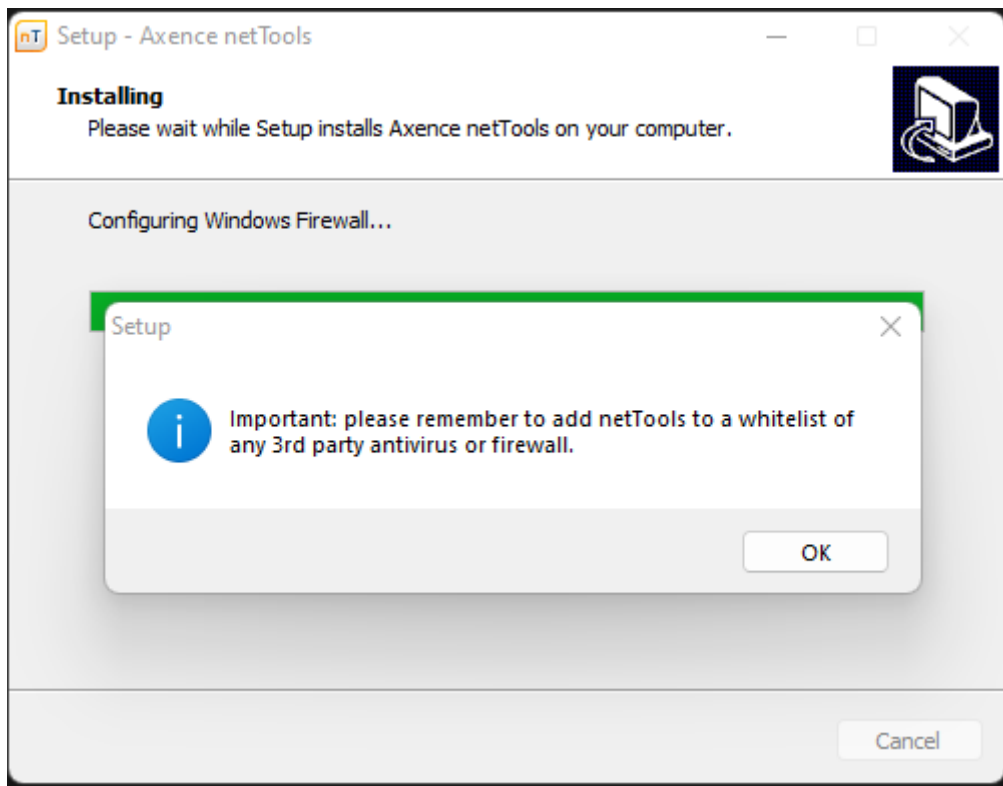 nT Setup - Axence netTools
Installing
Please wait while Setup installs Axence netTools on your computer.
Configuring Windows Firewall...
Setup
i
Important: please remember to add netTools to a whitelist of
any 3rd party antivirus or firewall.
OK
Cancel